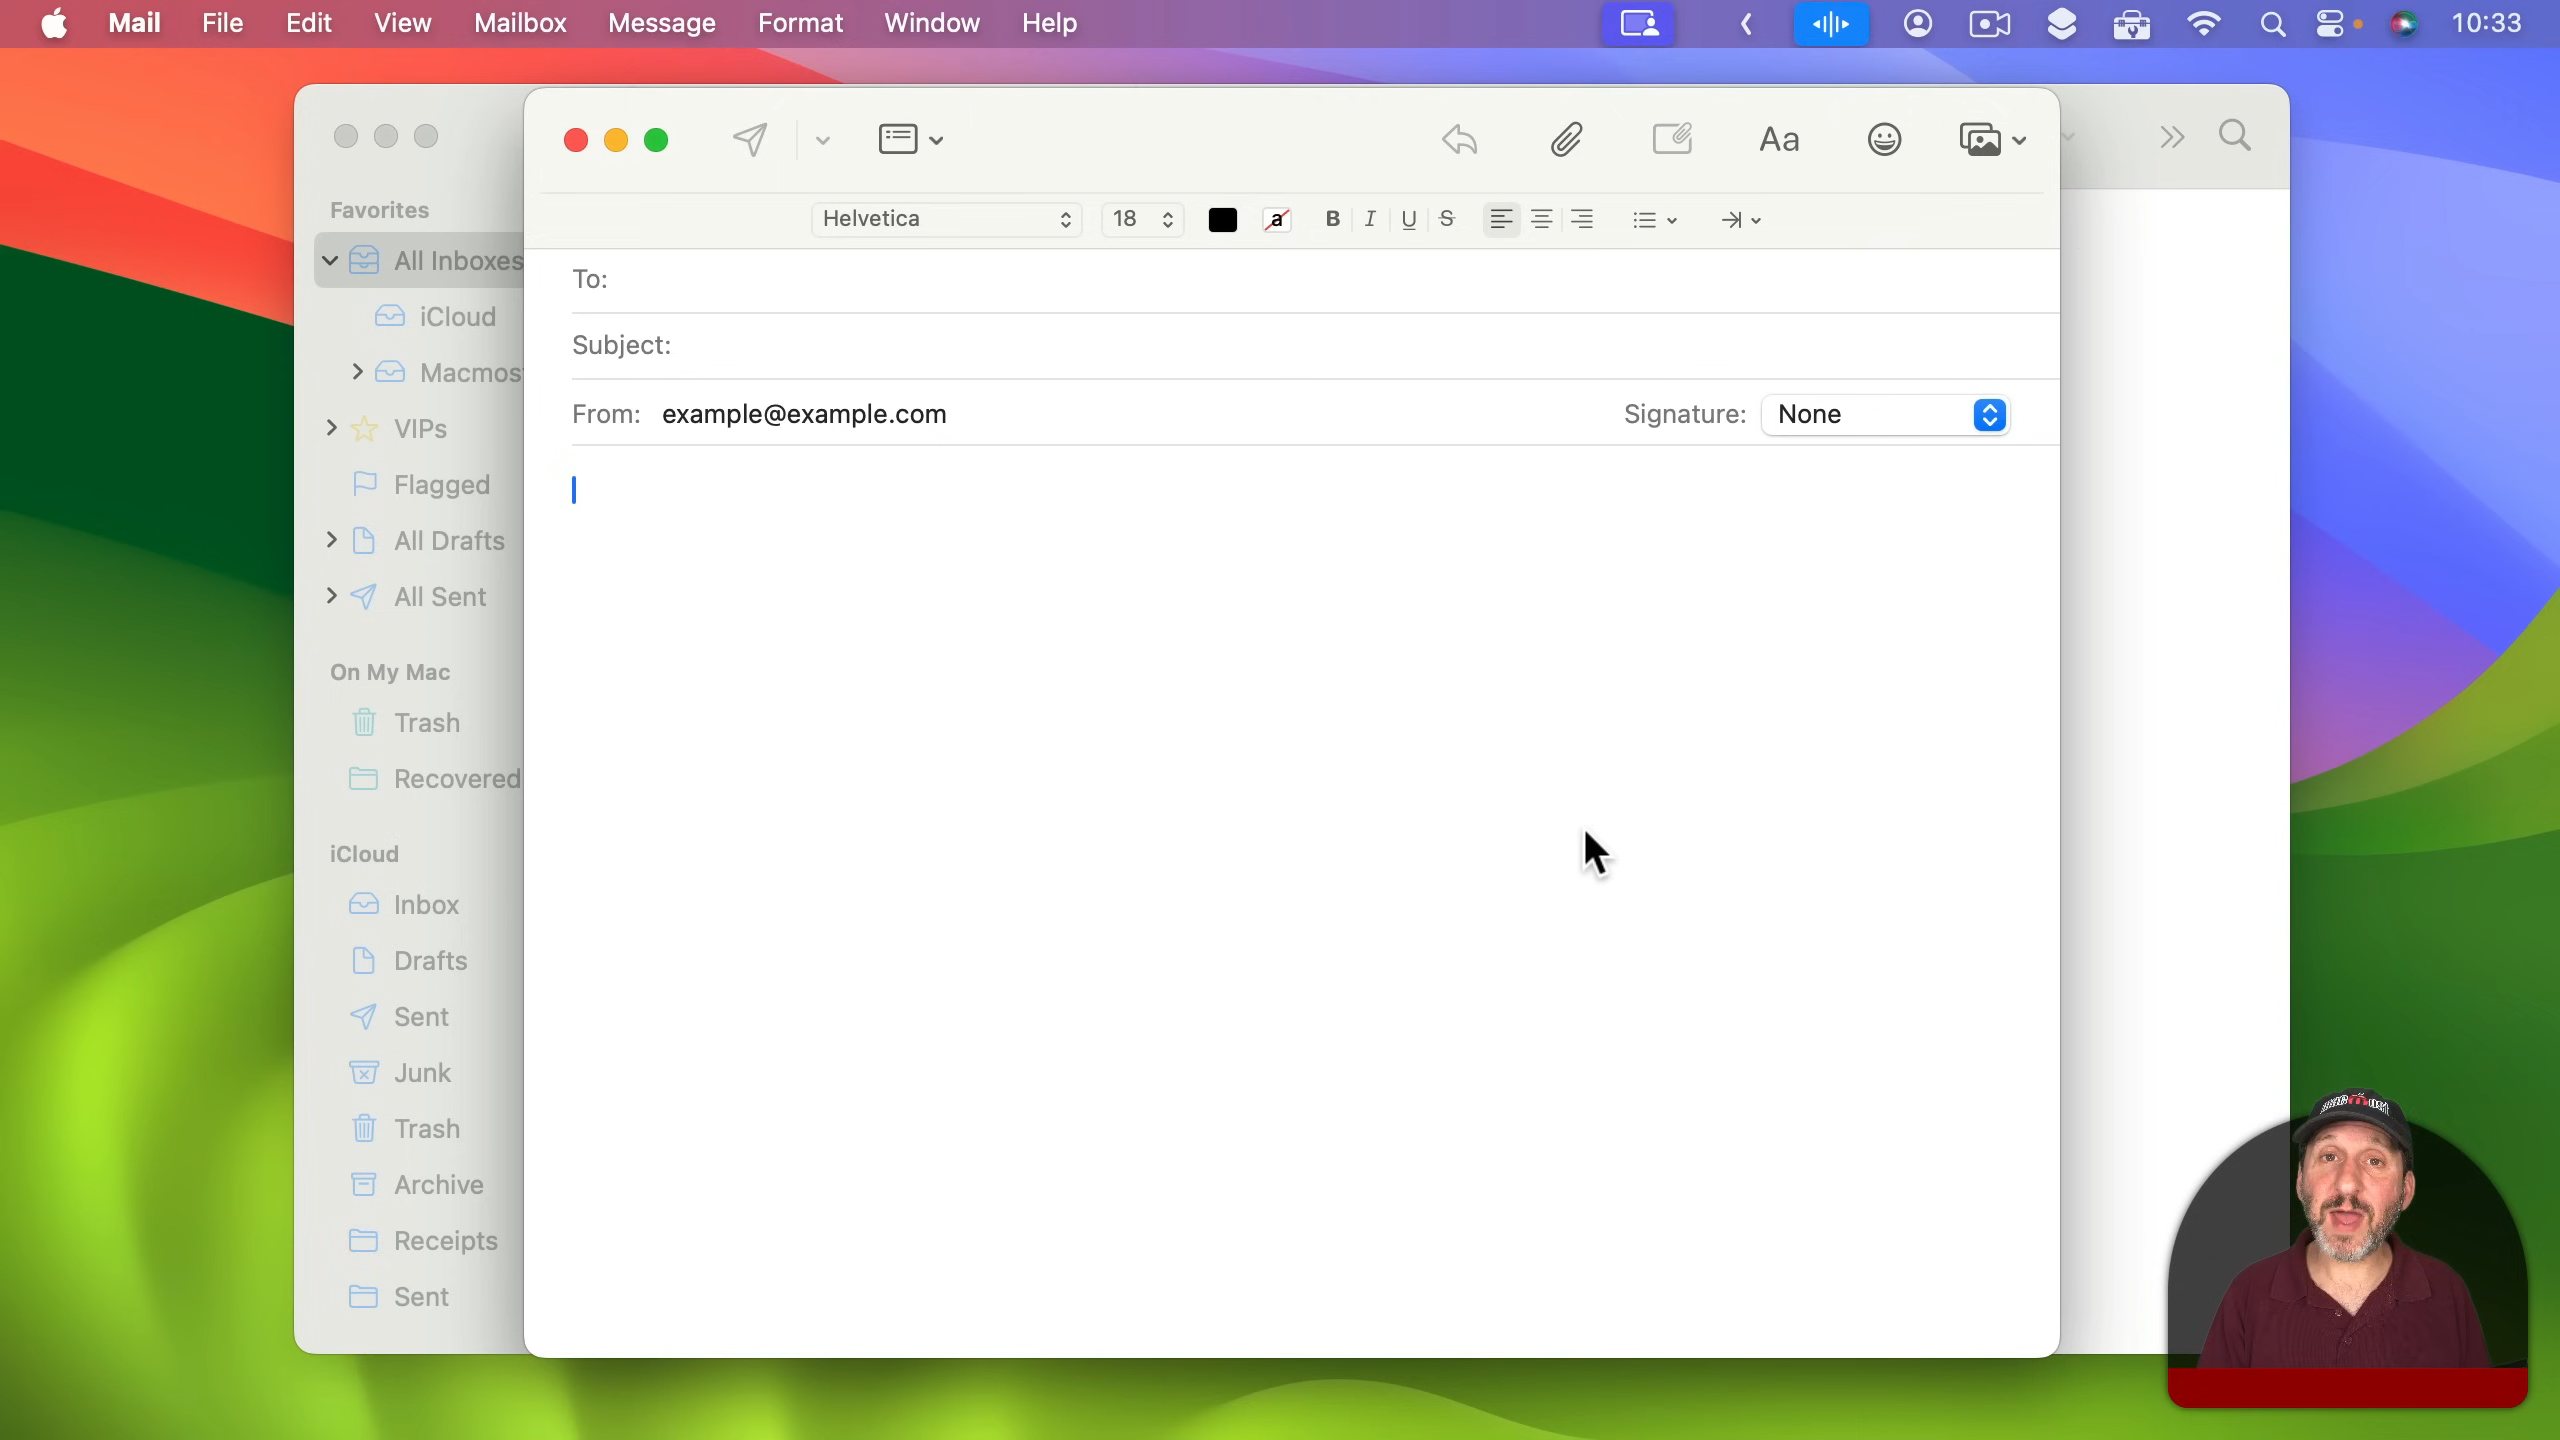 Mail File Edit View Mailbox Message Format Window Help 10:33
Favorites
All Inboxes
iCloud
Macmos
VIPs
Flagged
All Drafts
All Sent
On My Mac
Trash
Recovered
iCloud
Inbox
Drafts
Sent
Junk
Trash
Archive
Receipts
Sent
Aa
Helvetica 18 a B I U S
To:
Subject:
From: example@example.com Signature: None